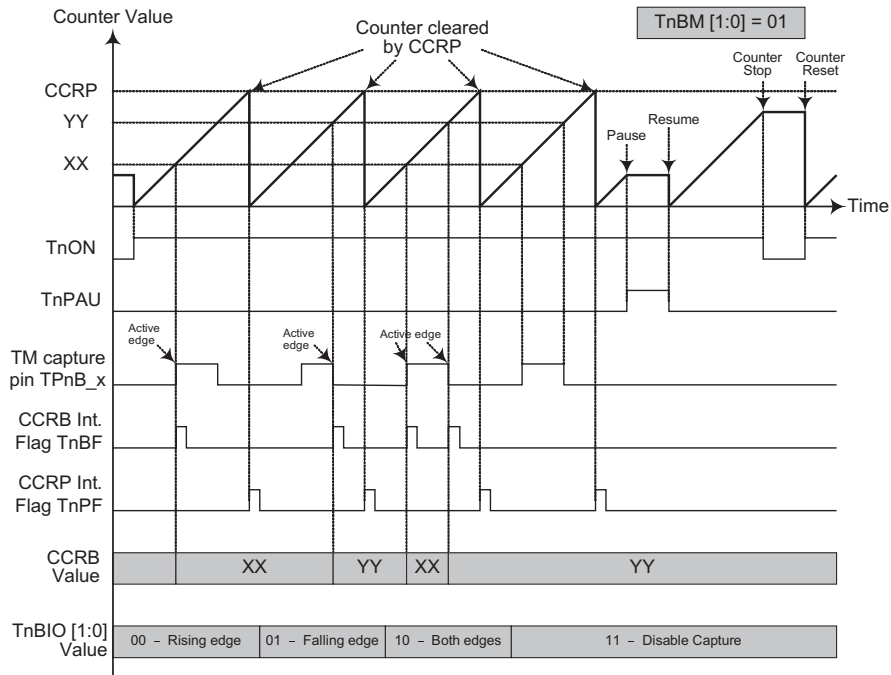 Counter Value
TnBM [1:0] = 01
Counter cleared
by CCRP
Counter
Stop
Counter
Reset
CCRP
YY
XX
Pause
Resume
Time
TnON
TnPAU
Active
edge
Active
edge
Active edge
TM capture
pin TPnB_x
CCRB Int.
Flag TnBF
CCRP Int.
Flag TnPF
CCRB
Value
XX
YY
XX
YY
TnBIO [1:0]
Value
00 – Rising edge
01 – Falling edge
10 – Both edges
11 – Disable Capture